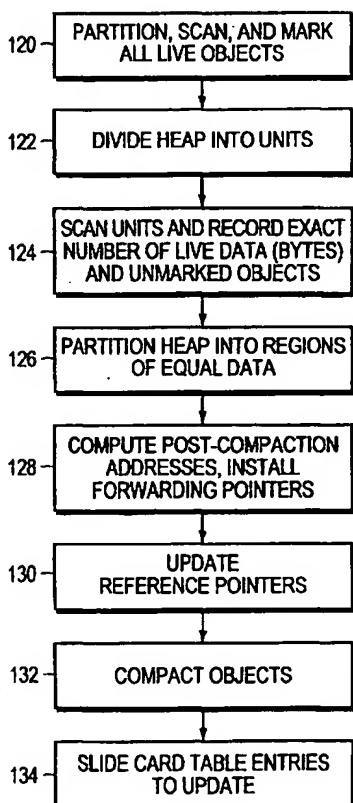 120
PARTITION, SCAN, AND MARK
ALL LIVE OBJECTS
122
DIVIDE HEAP INTO UNITS
124
SCAN UNITS AND RECORD EXACT
NUMBER OF LIVE DATA (BYTES)
AND UNMARKED OBJECTS
126
PARTITION HEAP INTO REGIONS
OF EQUAL DATA
128
COMPUTE POST-COMPACTION
ADDRESSES, INSTALL
FORWARDING POINTERS
130
UPDATE
REFERENCE POINTERS
132
COMPACT OBJECTS
134
SLIDE CARD TABLE ENTRIES
TO UPDATE